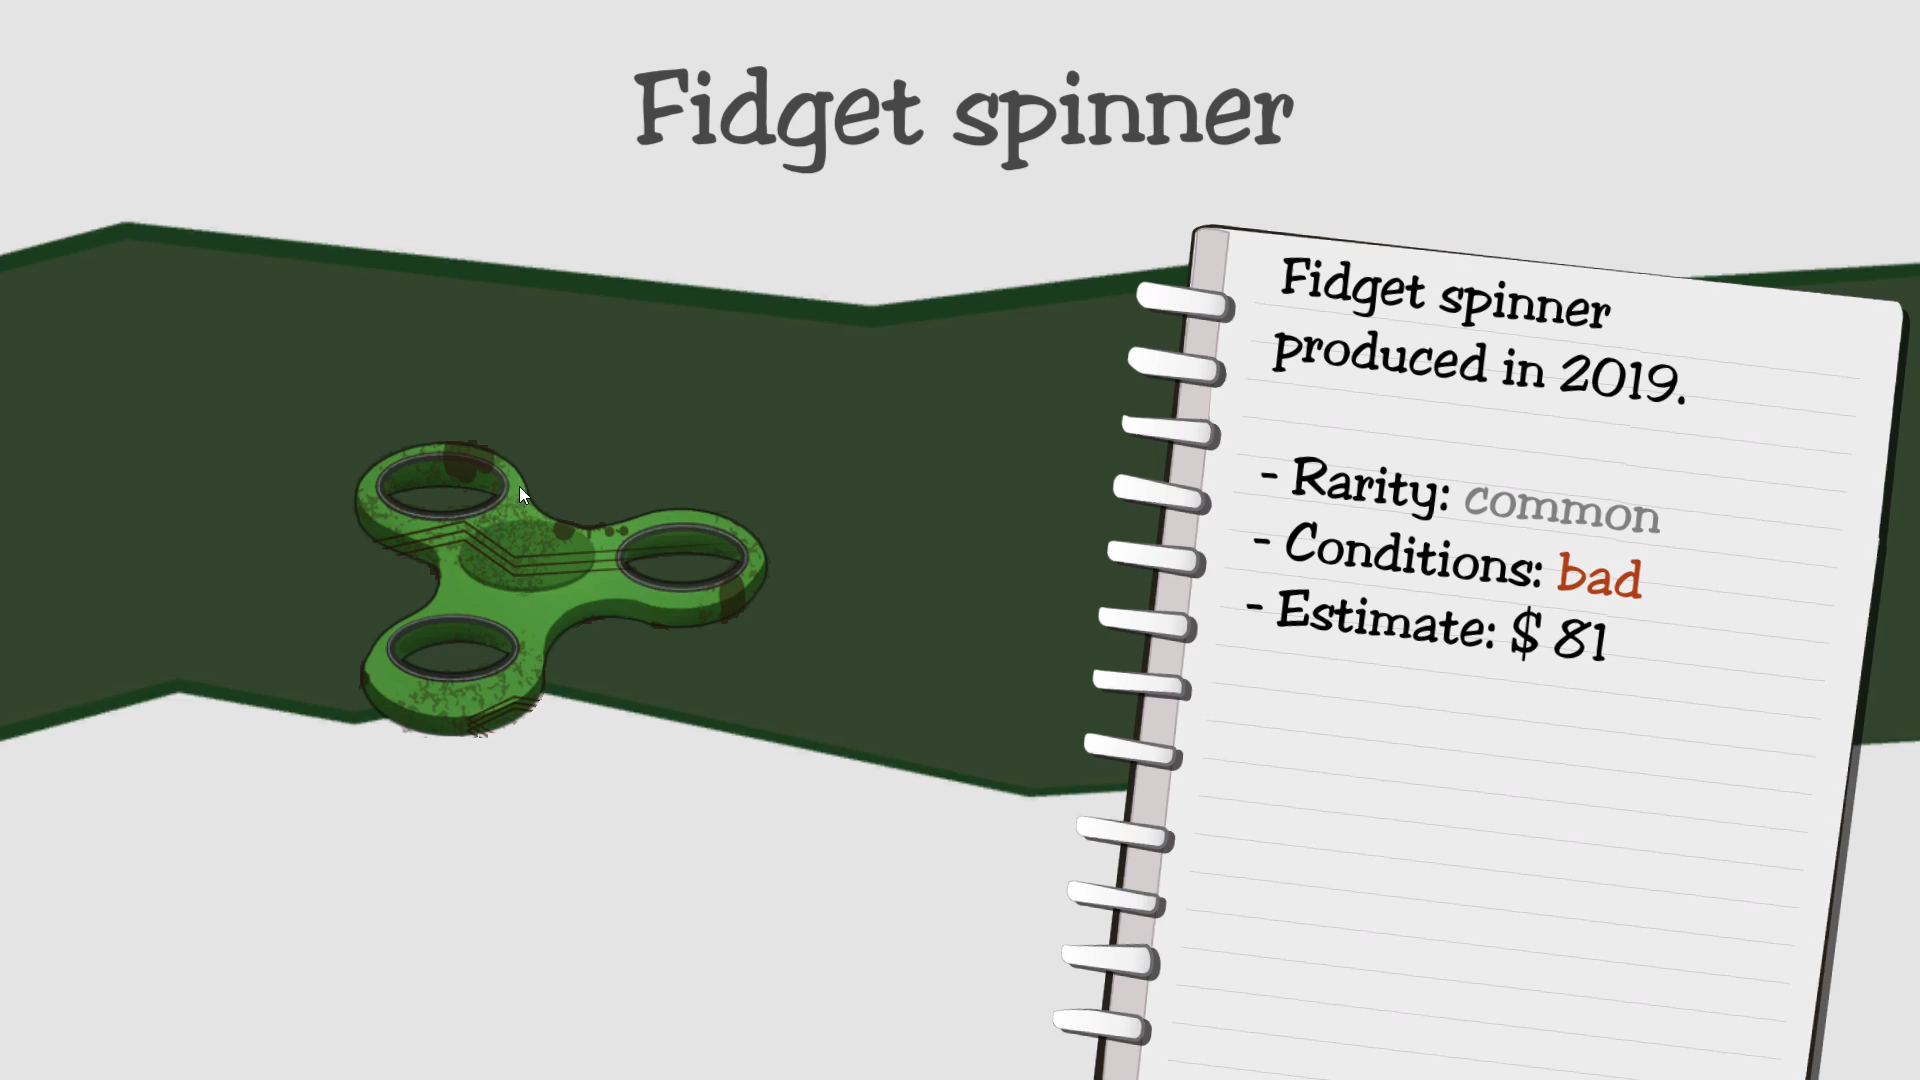 Fidget spinner
Fidget spinner
produced in 2019.
- Rarity: common
- Conditions: bad
- Estimate: $ 81